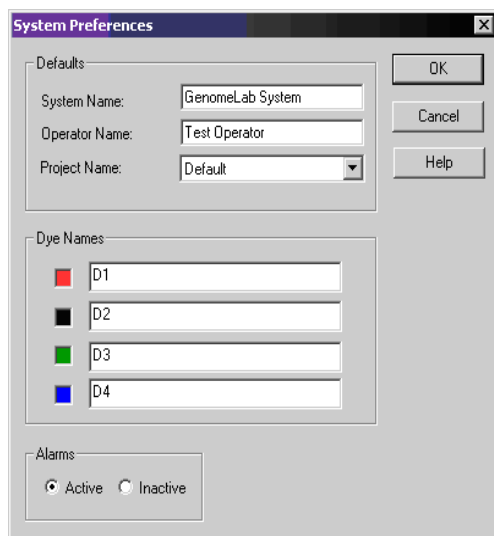 System Preferences
Defaults
OK
System Name: GenomeLab System
Cancel
Operator Name: Test Operator
Project Name: Default
Help
Dye Names
D1
D2
D3
D4
Alarms
Active Inactive